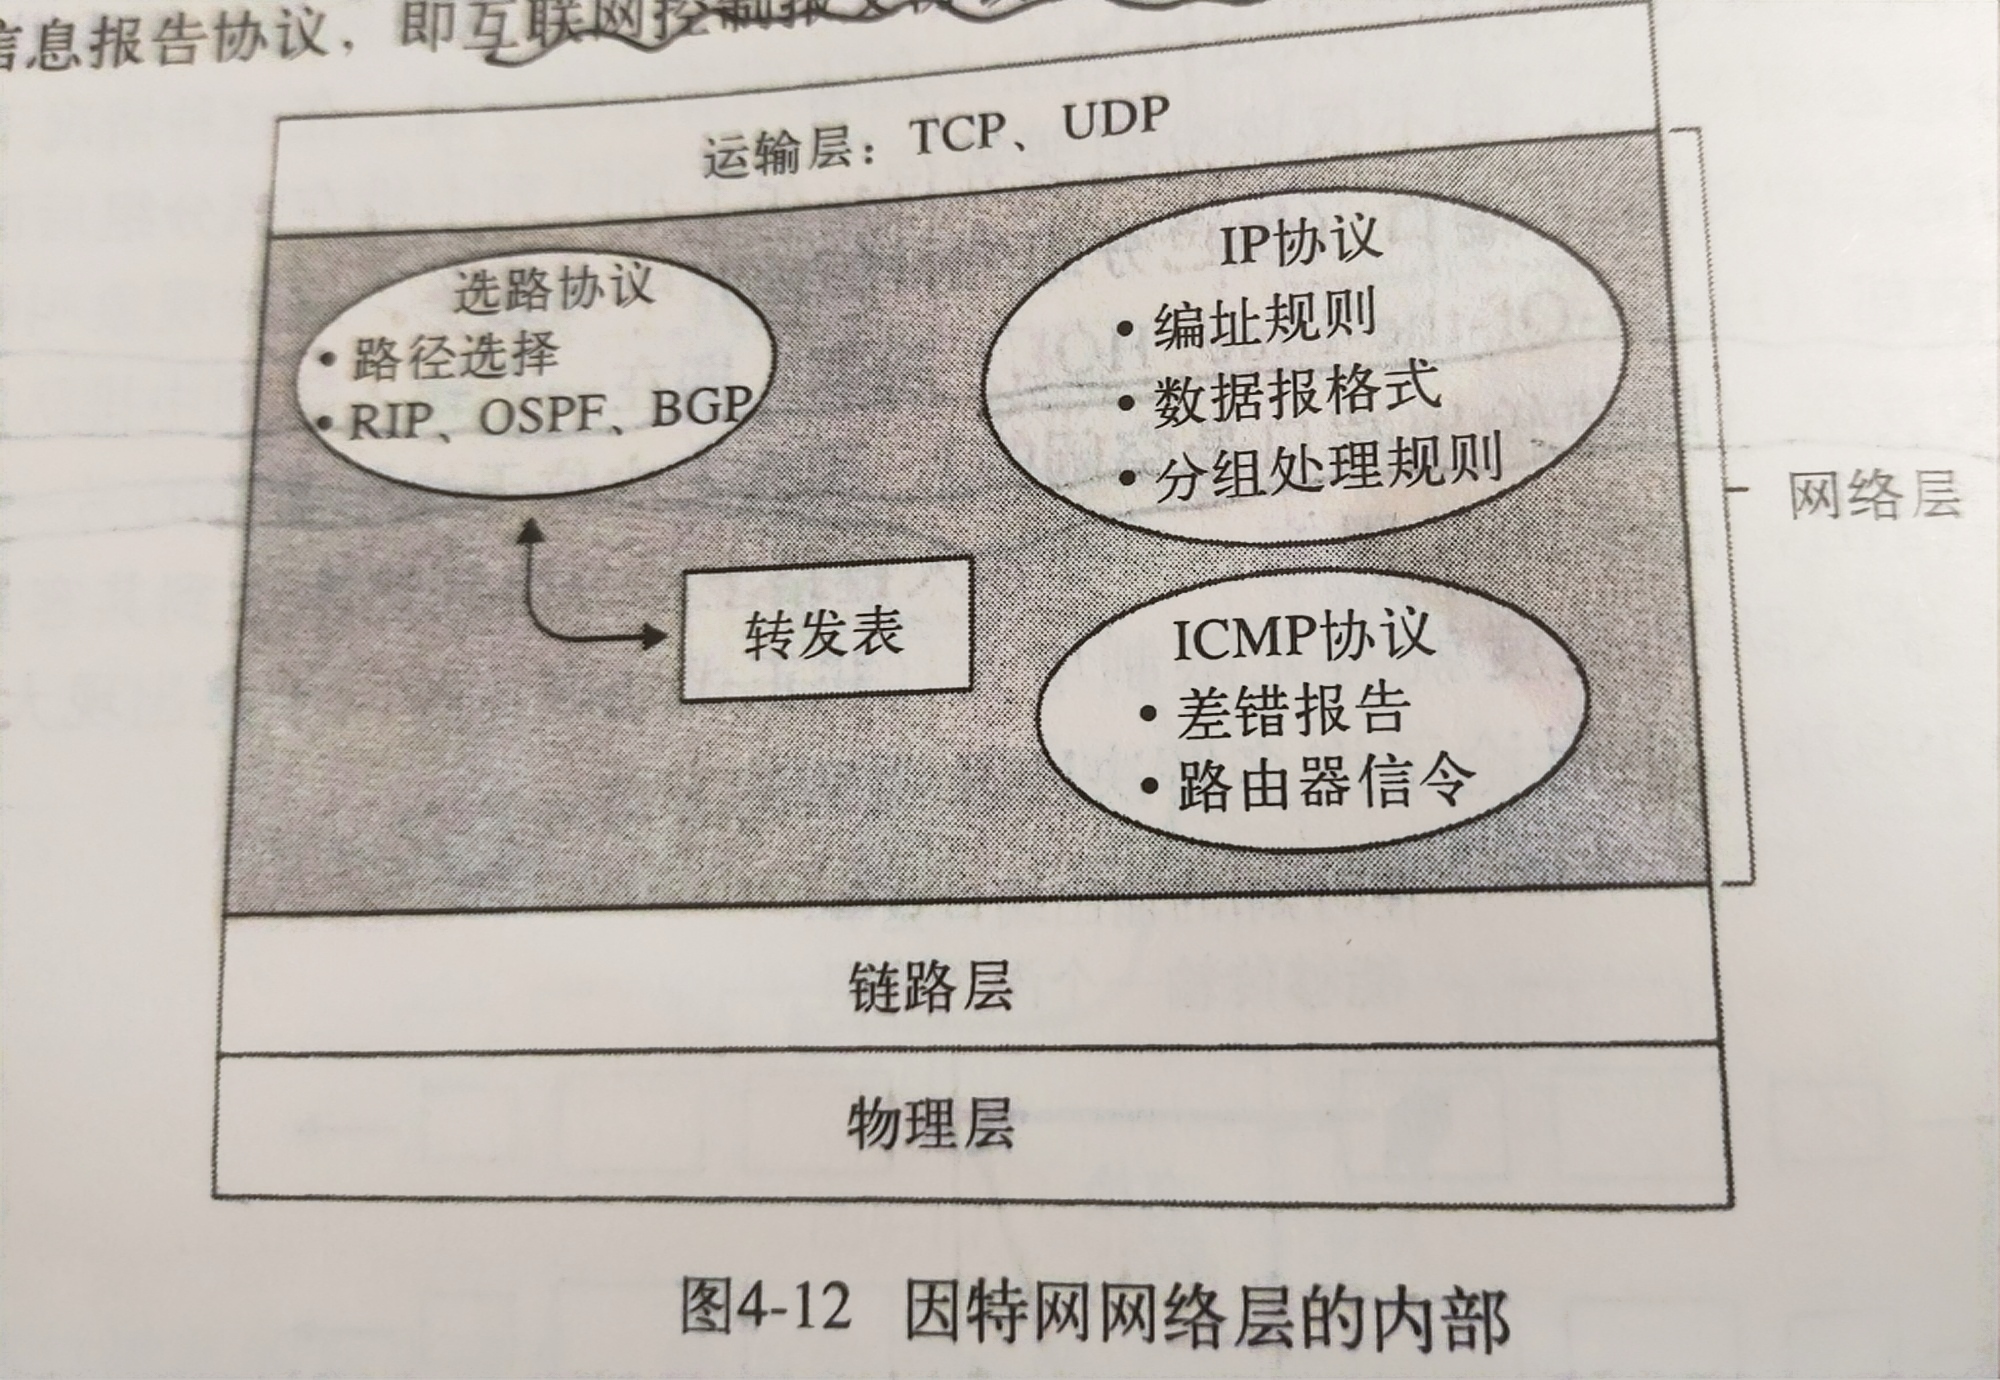 信息报告协议，即互联网控制报文
运输层：TCP、UDP
选路协议
• 路径选择
• RIP、OSPF、BGP
IP协议
• 编址规则
• 数据报格式
• 分组处理规则
网络层
转发表
ICMP协议
• 差错报告
• 路由器信令
链路层
物理层
图4-12 因特网网络层的内部